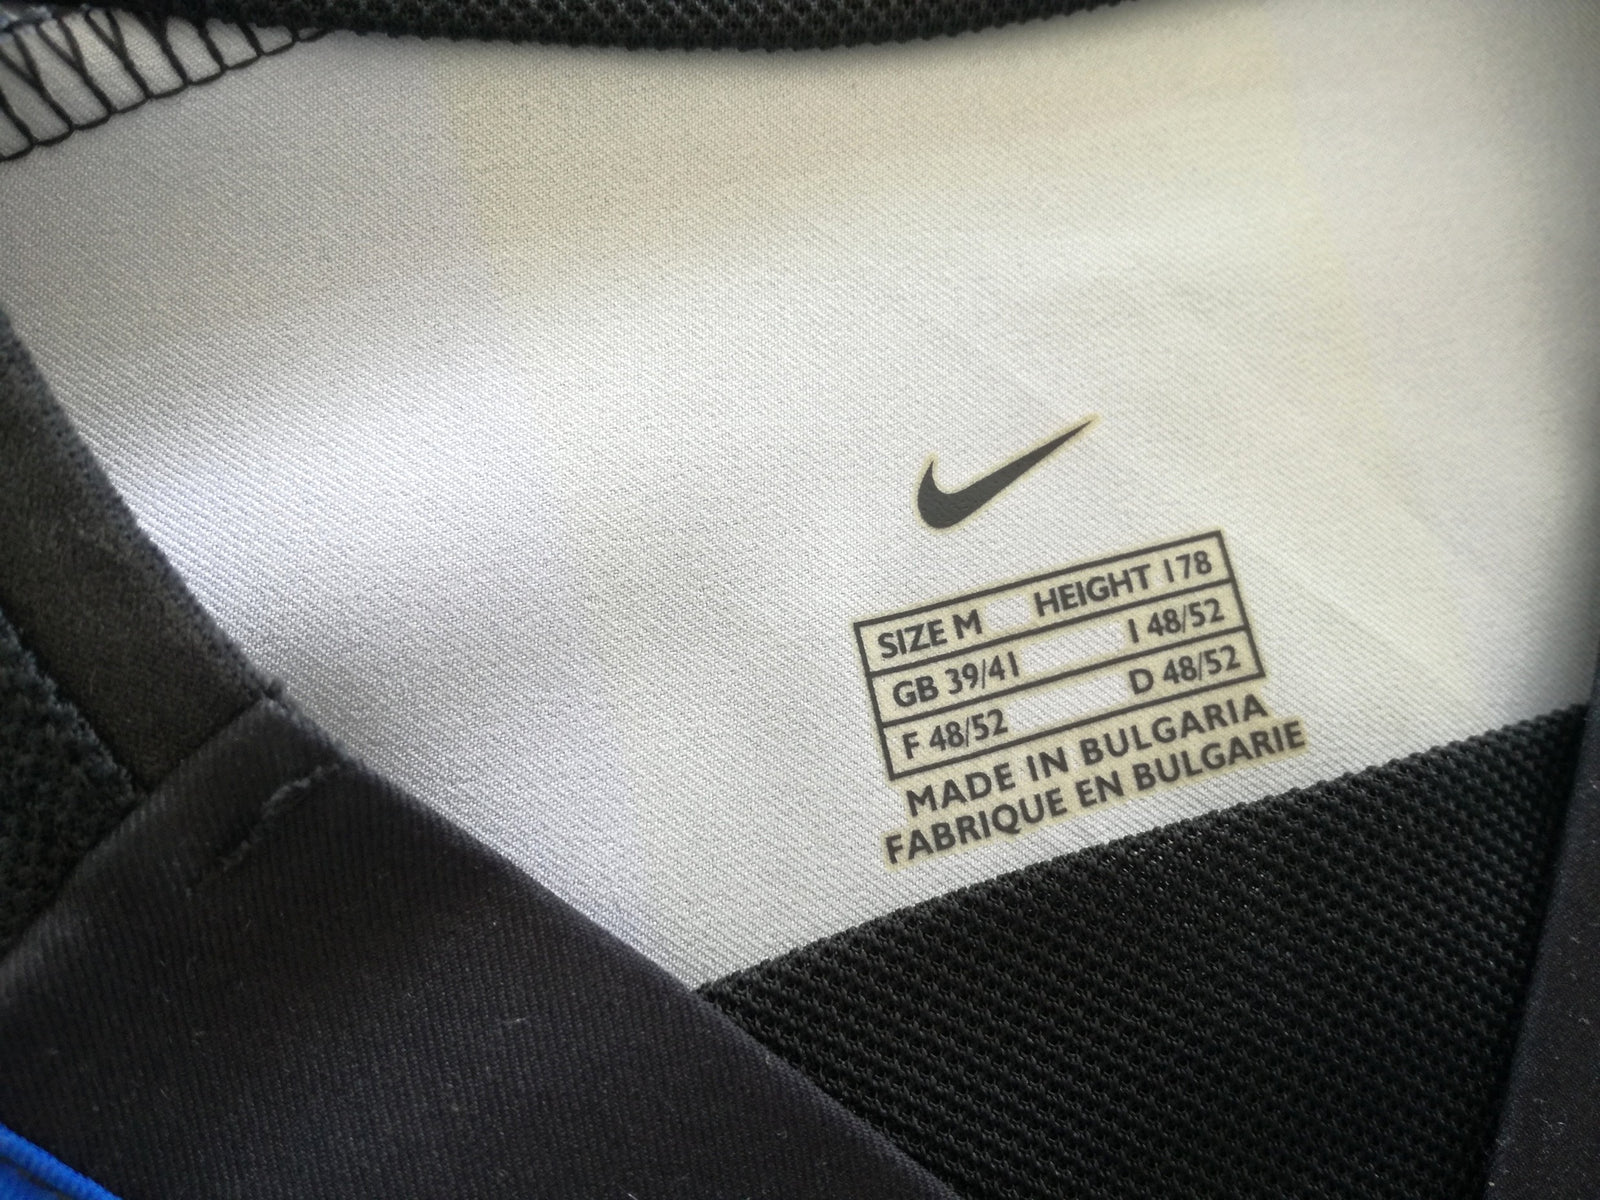 SIZE M HEIGHT 178
GB 39/41 I 48/52
F 48/52 D 48/52
MADE IN BULGARIA
FABRIQUE EN BULGARIE